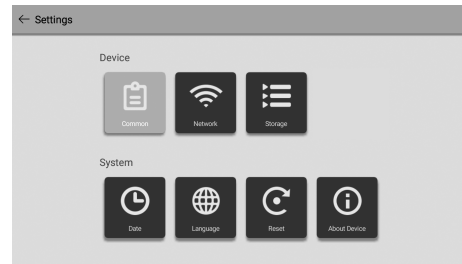 Settings
Device
Common
Network
Storage
System
Date
Language
Reset
About Device